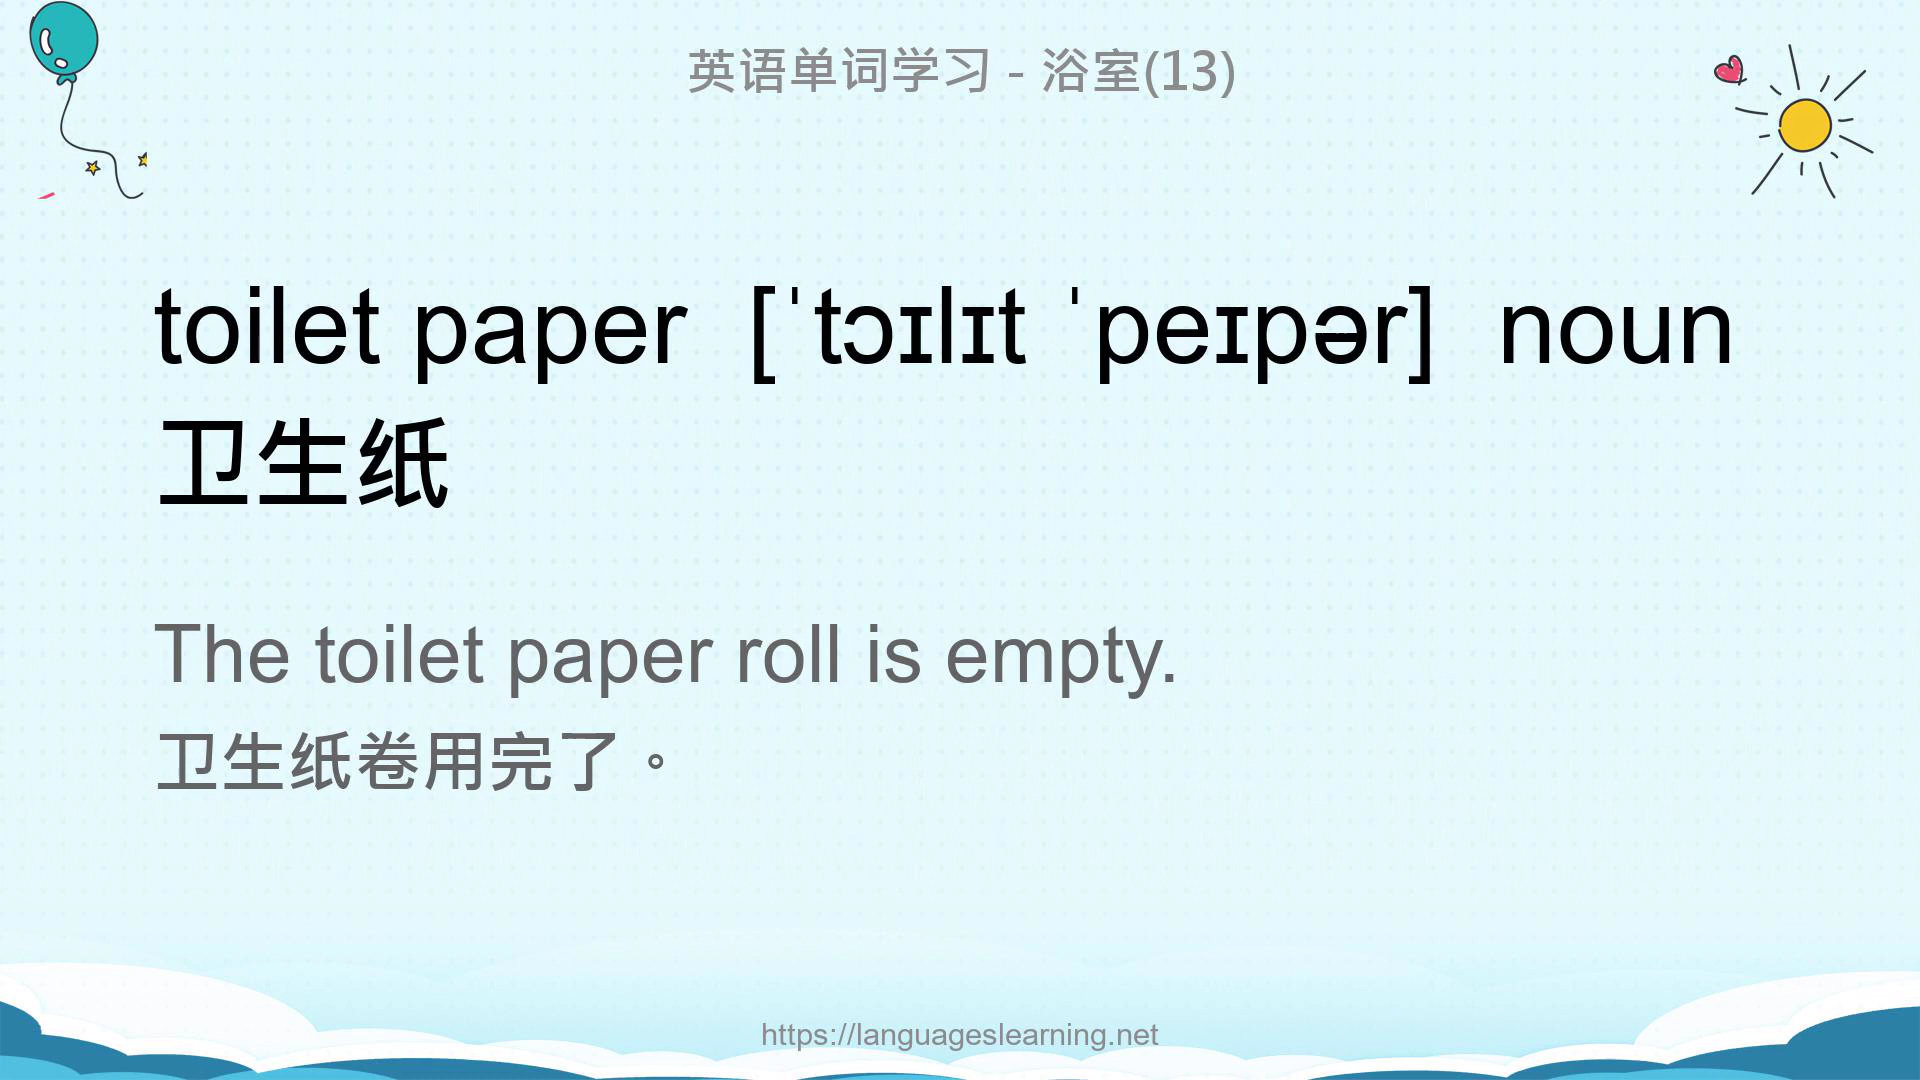 英语单词学习 - 浴室(13)
toilet paper [ˈtɔɪlɪt ˈpeɪpər] noun
卫生纸
The toilet paper roll is empty.
卫生纸卷用完了。
https://languageslearning.net